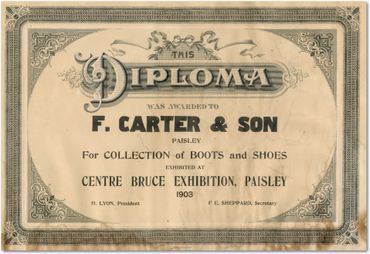 THIS
DIPLOMA
WAS AWARDED TO
F. CARTER & SON
PAISLEY
For COLLECTION of BOOTS and SHOES
EXHIBITED AT
CENTRE BRUCE EXHIBITION, PAISLEY
1903
H. LYON, President F E. SHEPPARD, Secretary